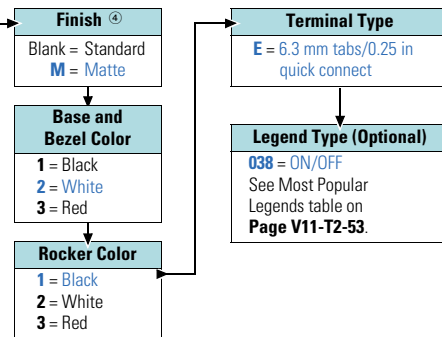 Finish ④
Blank = Standard
M = Matte
Base and
Bezel Color
1 = Black
2 = White
3 = Red
Rocker Color
1 = Black
2 = White
3 = Red
Terminal Type
E = 6.3 mm tabs/0.25 in
quick connect
Legend Type (Optional)
038 = ON/OFF
See Most Popular
Legends table on
Page V11-T2-53.